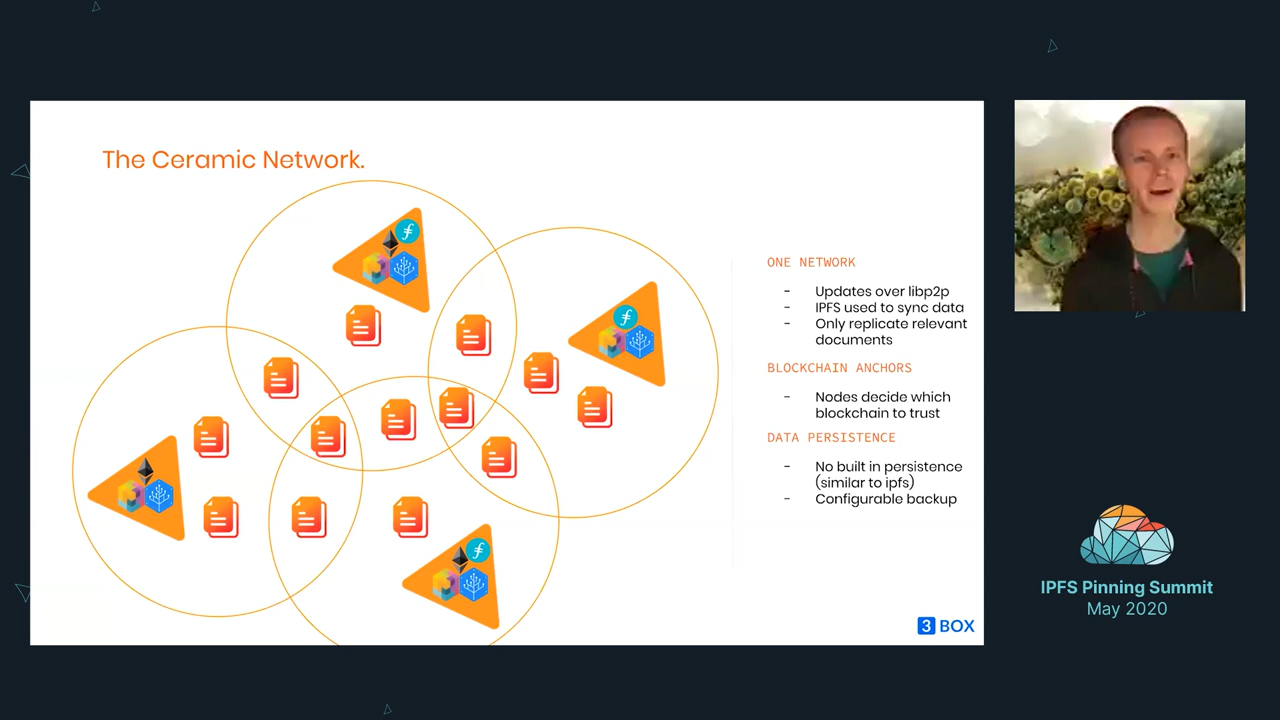 The Ceramic Network.
ONE NETWORK
- Updates over libp2p
- IPFS used to sync data
- Only replicate relevant
documents
BLOCKCHAIN ANCHORS
- Nodes decide which
blockchain to trust
DATA PERSISTENCE
- No built in persistence
(similar to ipfs)
- Configurable backup
3 BOX
IPFS Pinning Summit
May 2020